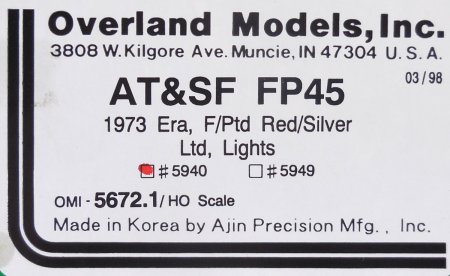 Overland Models, Inc.
3808 W. Kilgore Ave. Muncie, IN 47304 U. S. A.
03 / 98
AT&SF FP45
1973 Era, F/Ptd Red/Silver
Ltd, Lights
#5940 #5949
OMI - 5672.1/ HO Scale
Made in Korea by Ajin Precision Mfg. , Inc.